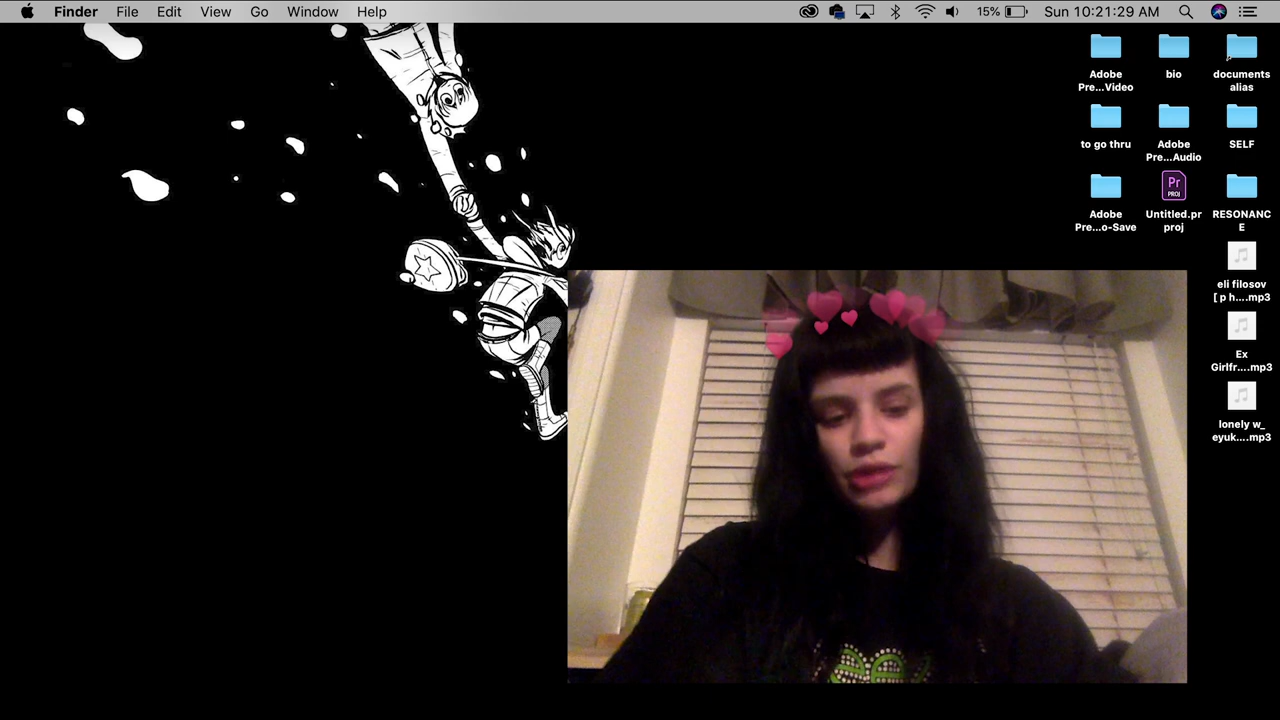 Finder File Edit View Go Window Help 15% Sun 10:21:29 AM
Adobe
Pre...Video
bio
documents
alias
to go thru
Adobe
Pre...Audio
SELF
Adobe
Pre...o-Save
Pr
PROJ
Untitled.pr
proj
RESONANC
E
eli filosov
[ p h....mp3
Ex
Girlfr....mp3
lonely w_
eyuk....mp3